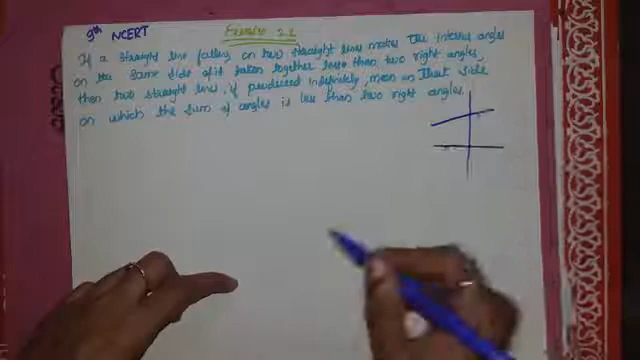 9th NCERT
Exercise 2.2
If a straight line falling on two straight lines makes the interior angles
on the same side of it taken together less than two right angles,
then two straight lines, if produced indefinitely, meet on that side
on which the sum of angles is less than two right angles.